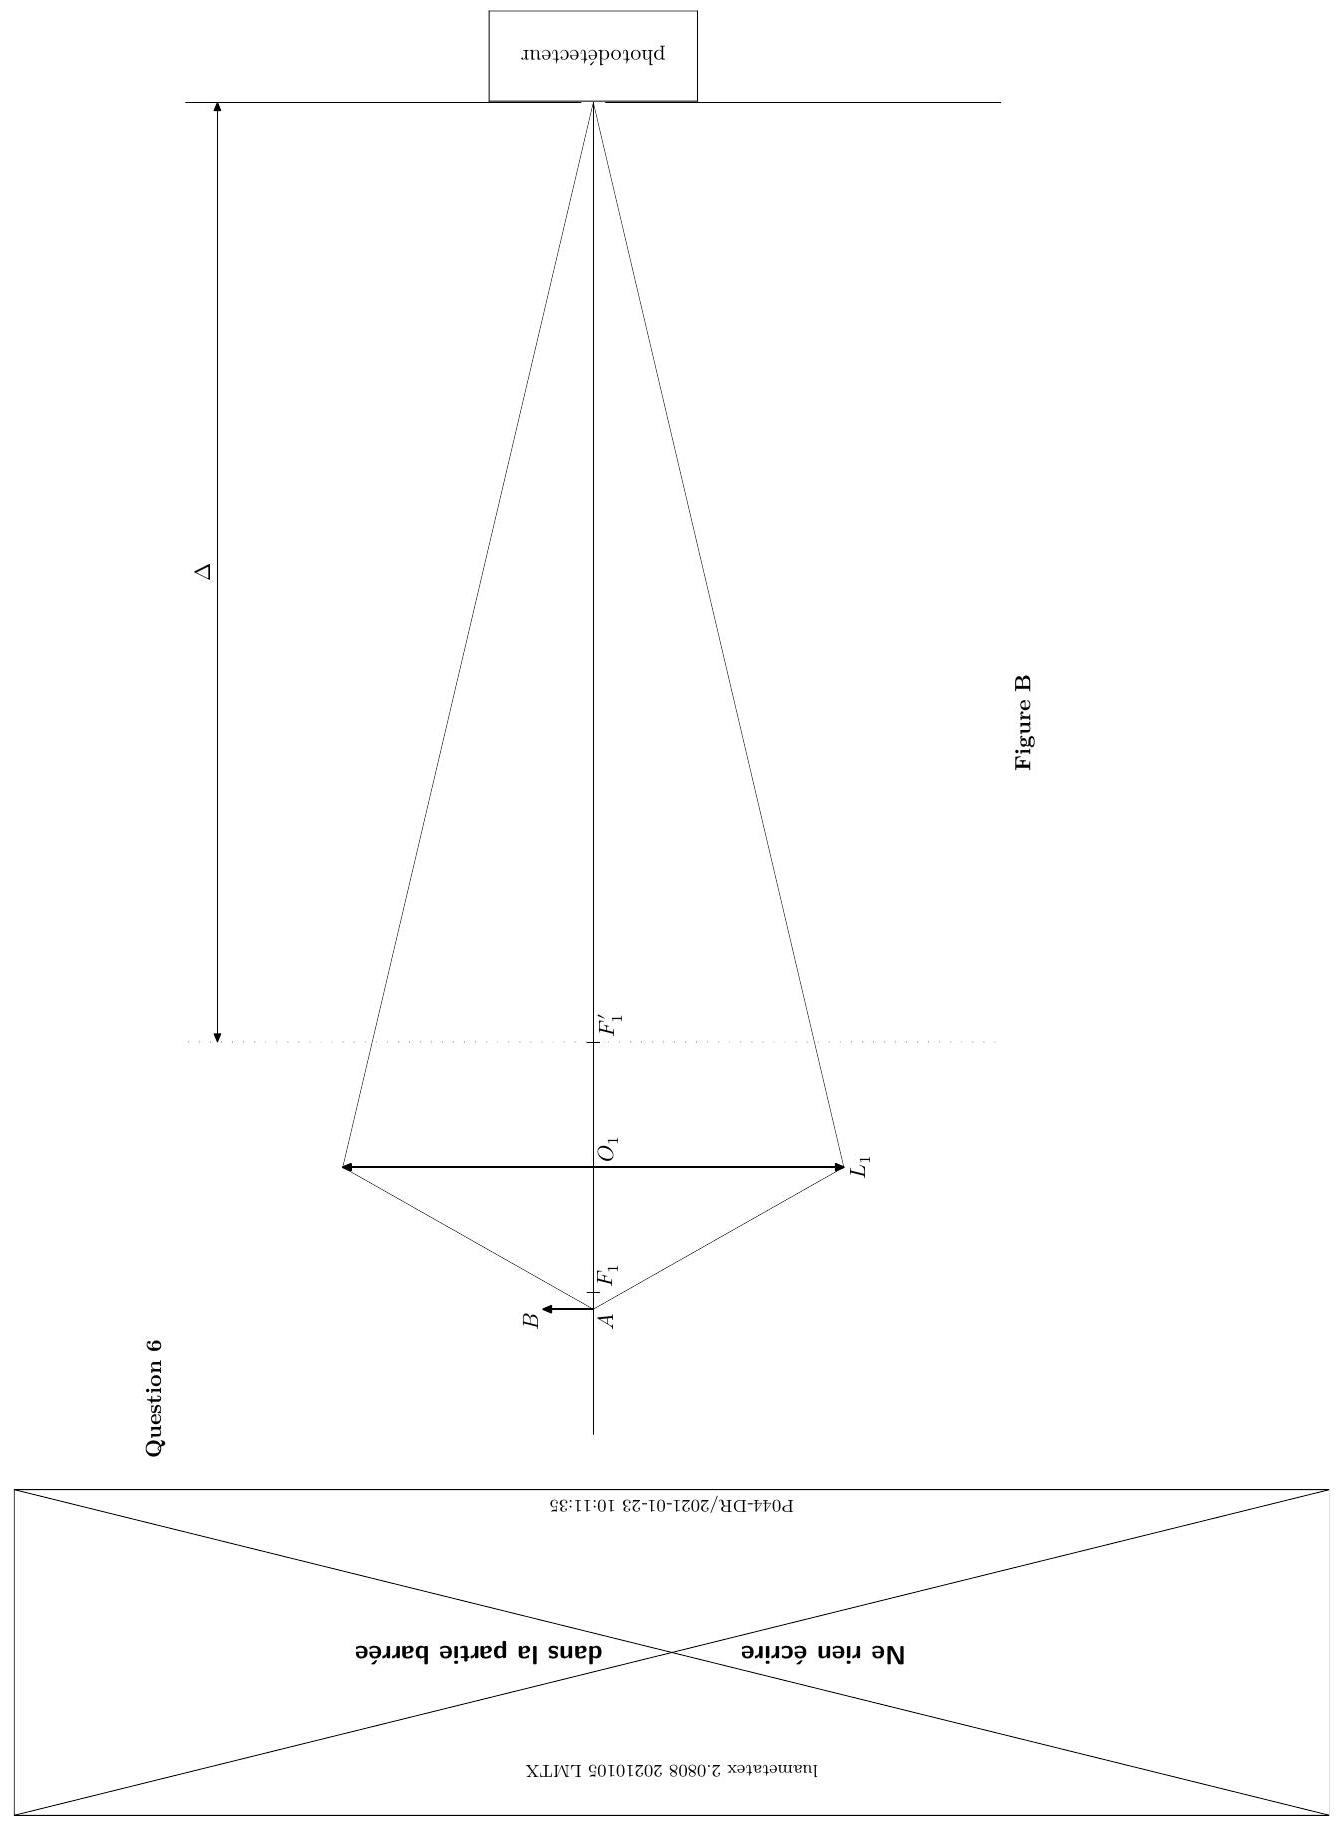 photodétecteur
Δ
Figure B
F′₁
O₁
L₁
F₁
B
A
Question 6
P044-DR/2021-01-23 10:11:35
Ne rien écrire
dans la partie barrée
luametatex 2.0808 20210105 LMTX